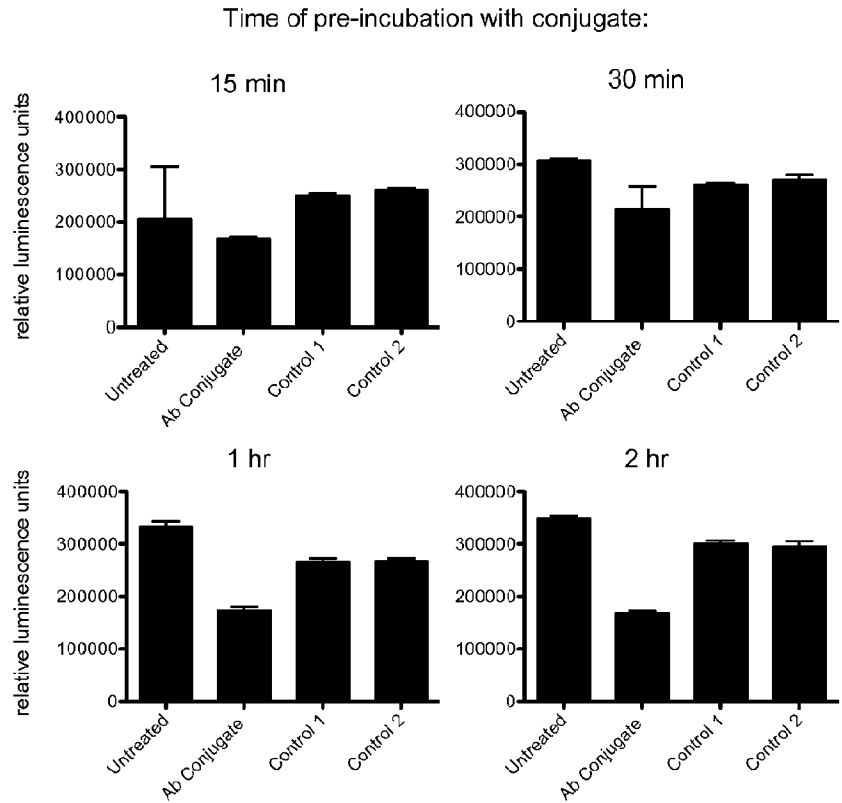 Time of pre-incubation with conjugate:
15 min
relative luminescence units
400000
300000
200000
100000
0
Untreated
Ab Conjugate
Control 1
Control 2
30 min
400000
300000
200000
100000
0
Untreated
Ab Conjugate
Control 1
Control 2
1 hr
relative luminescence units
400000
300000
200000
100000
0
Untreated
Ab Conjugate
Control 1
Control 2
2 hr
400000
300000
200000
100000
0
Untreated
Ab Conjugate
Control 1
Control 2